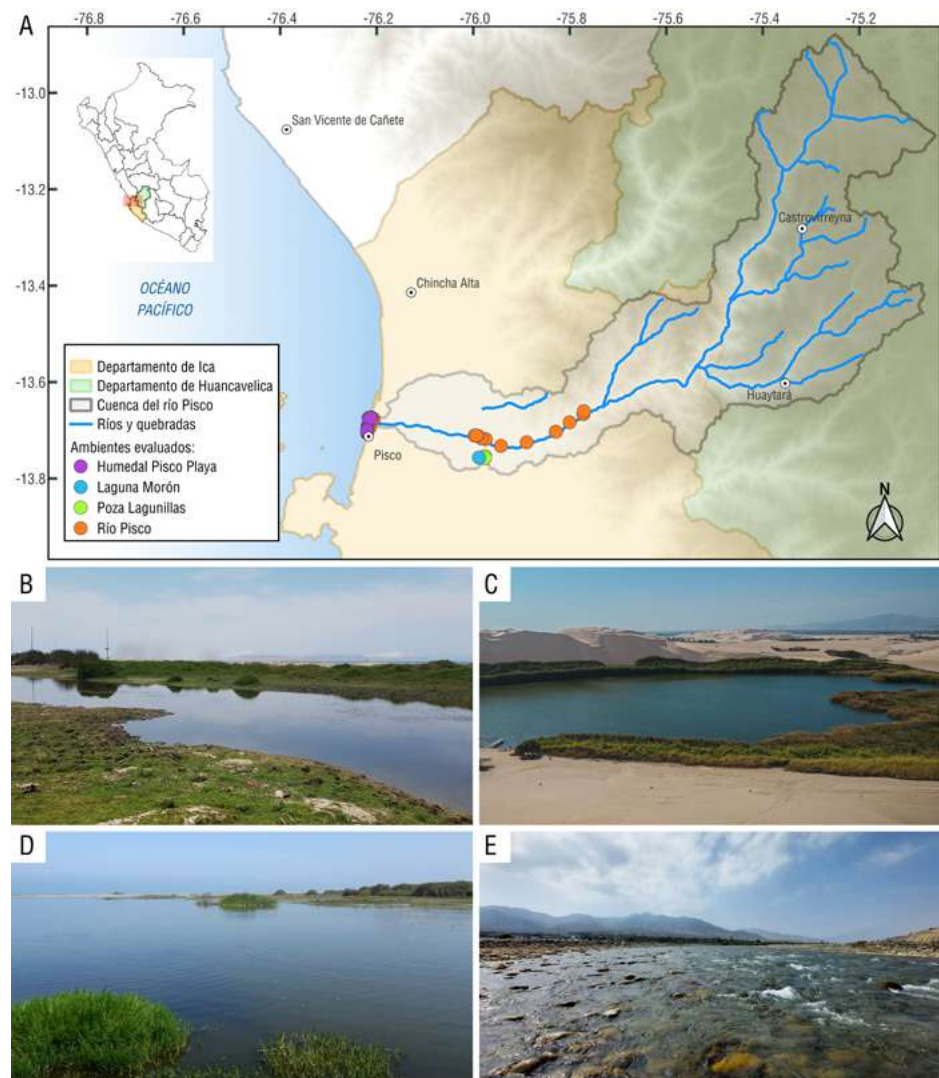 A
-76.8 -76.6 -76.4 -76.2 -76.0 -75.8 -75.6 -75.4 -75.2
-13.0
-13.2
-13.4
-13.6
-13.8
San Vicente de Cañete
Castrovirreyna
Chincha Alta
OCÉANO
PACÍFICO
Huaytará
Pisco
Departamento de Ica
Departamento de Huancavelica
Cuenca del río Pisco
Ríos y quebradas
Ambientes evaluados:
Humedal Pisco Playa
Laguna Morón
Poza Lagunillas
Río Pisco
N
B
C
D
E